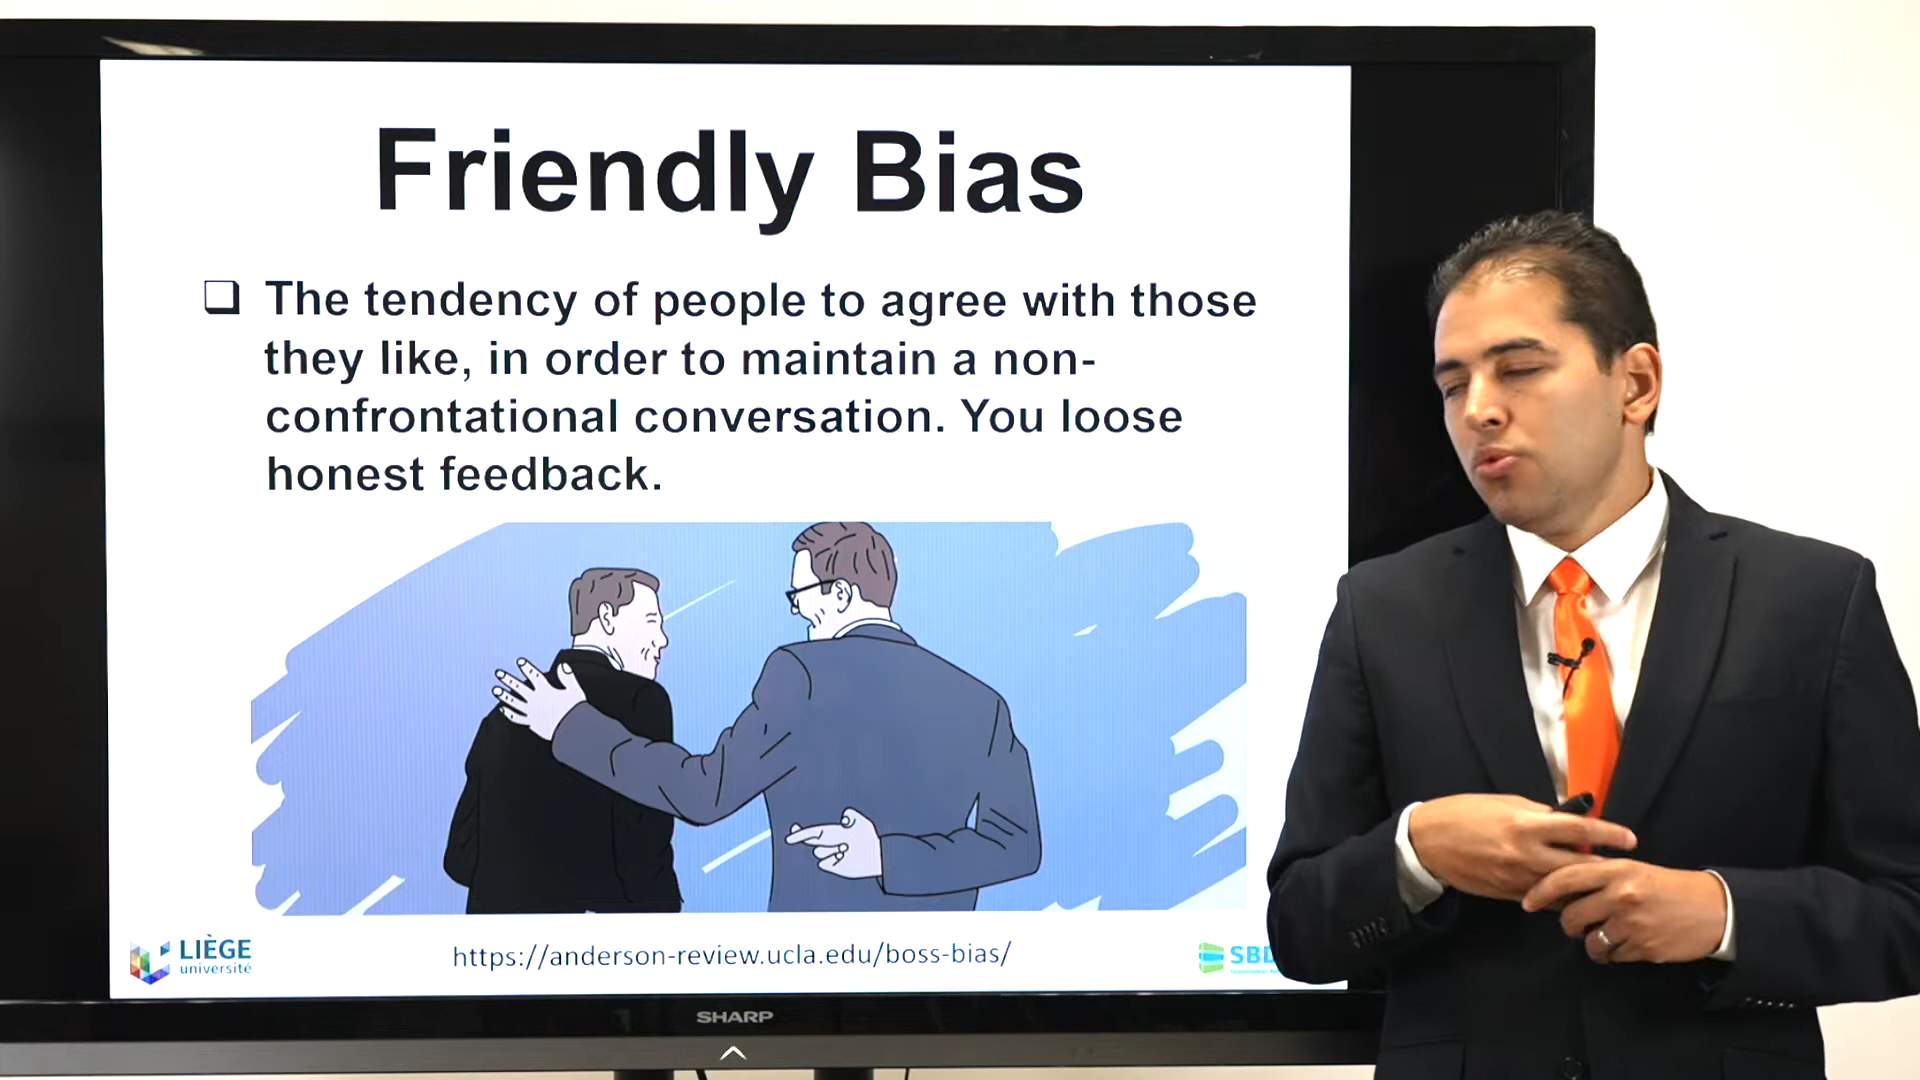 Friendly Bias
❑ The tendency of people to agree with those
they like, in order to maintain a non-
confrontational conversation. You loose
honest feedback.
LIÈGE
université
https://anderson-review.ucla.edu/boss-bias/
SBD
SHARP